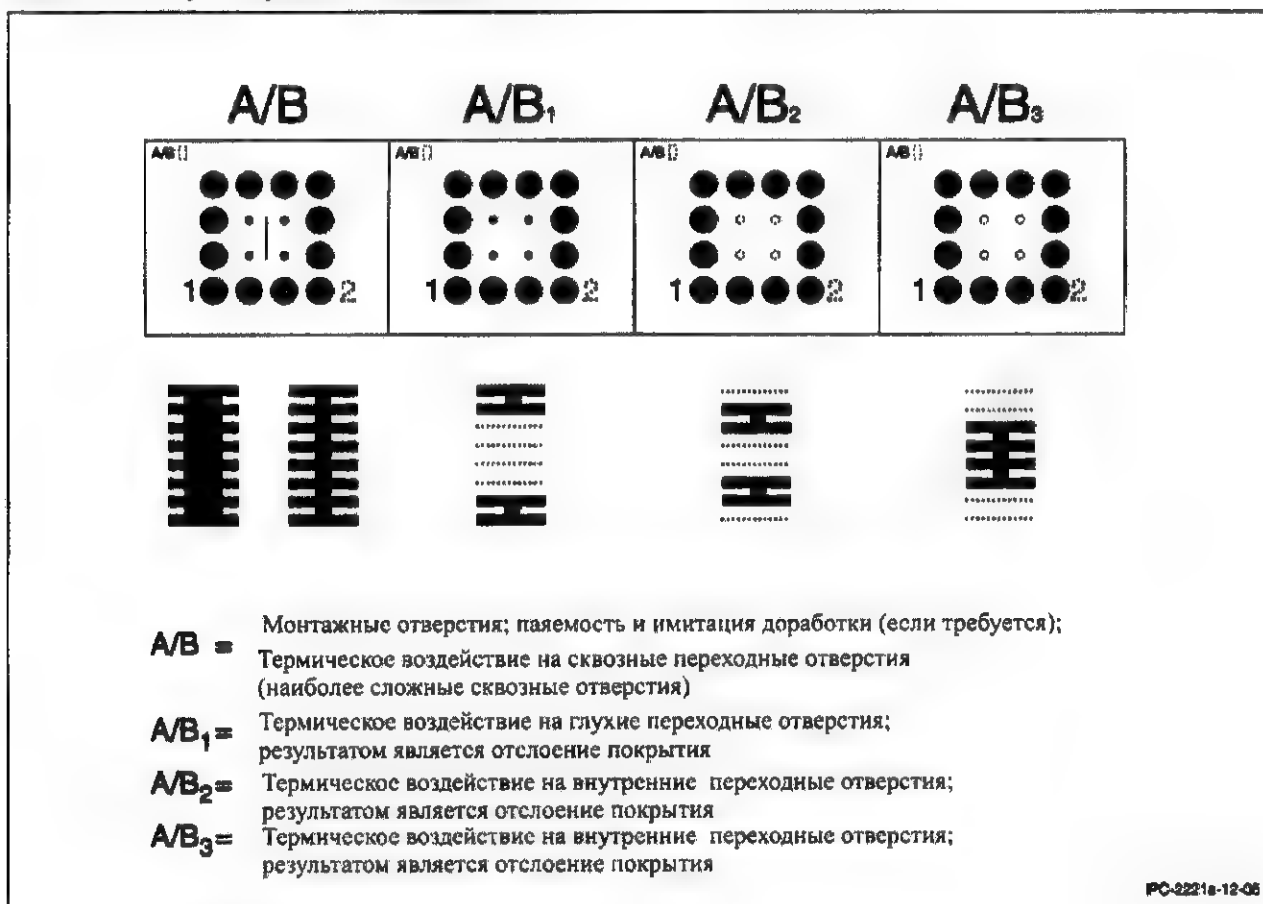 A/B A/B₁ A/B₂ A/B₃
A/B [] A/B [] A/B [] A/B []
1 2 1 2 1 2 1 2
A/B = Монтажные отверстия; паяемость и имитация доработки (если требуется);
Термическое воздействие на сквозные переходные отверстия
(наиболее сложные сквозные отверстия)
A/B₁= Термическое воздействие на глухие переходные отверстия;
результатом является отслоение покрытия
A/B₂= Термическое воздействие на внутренние переходные отверстия;
результатом является отслоение покрытия
A/B₃= Термическое воздействие на внутренние переходные отверстия;
результатом является отслоение покрытия
IPC-2221a-12-05